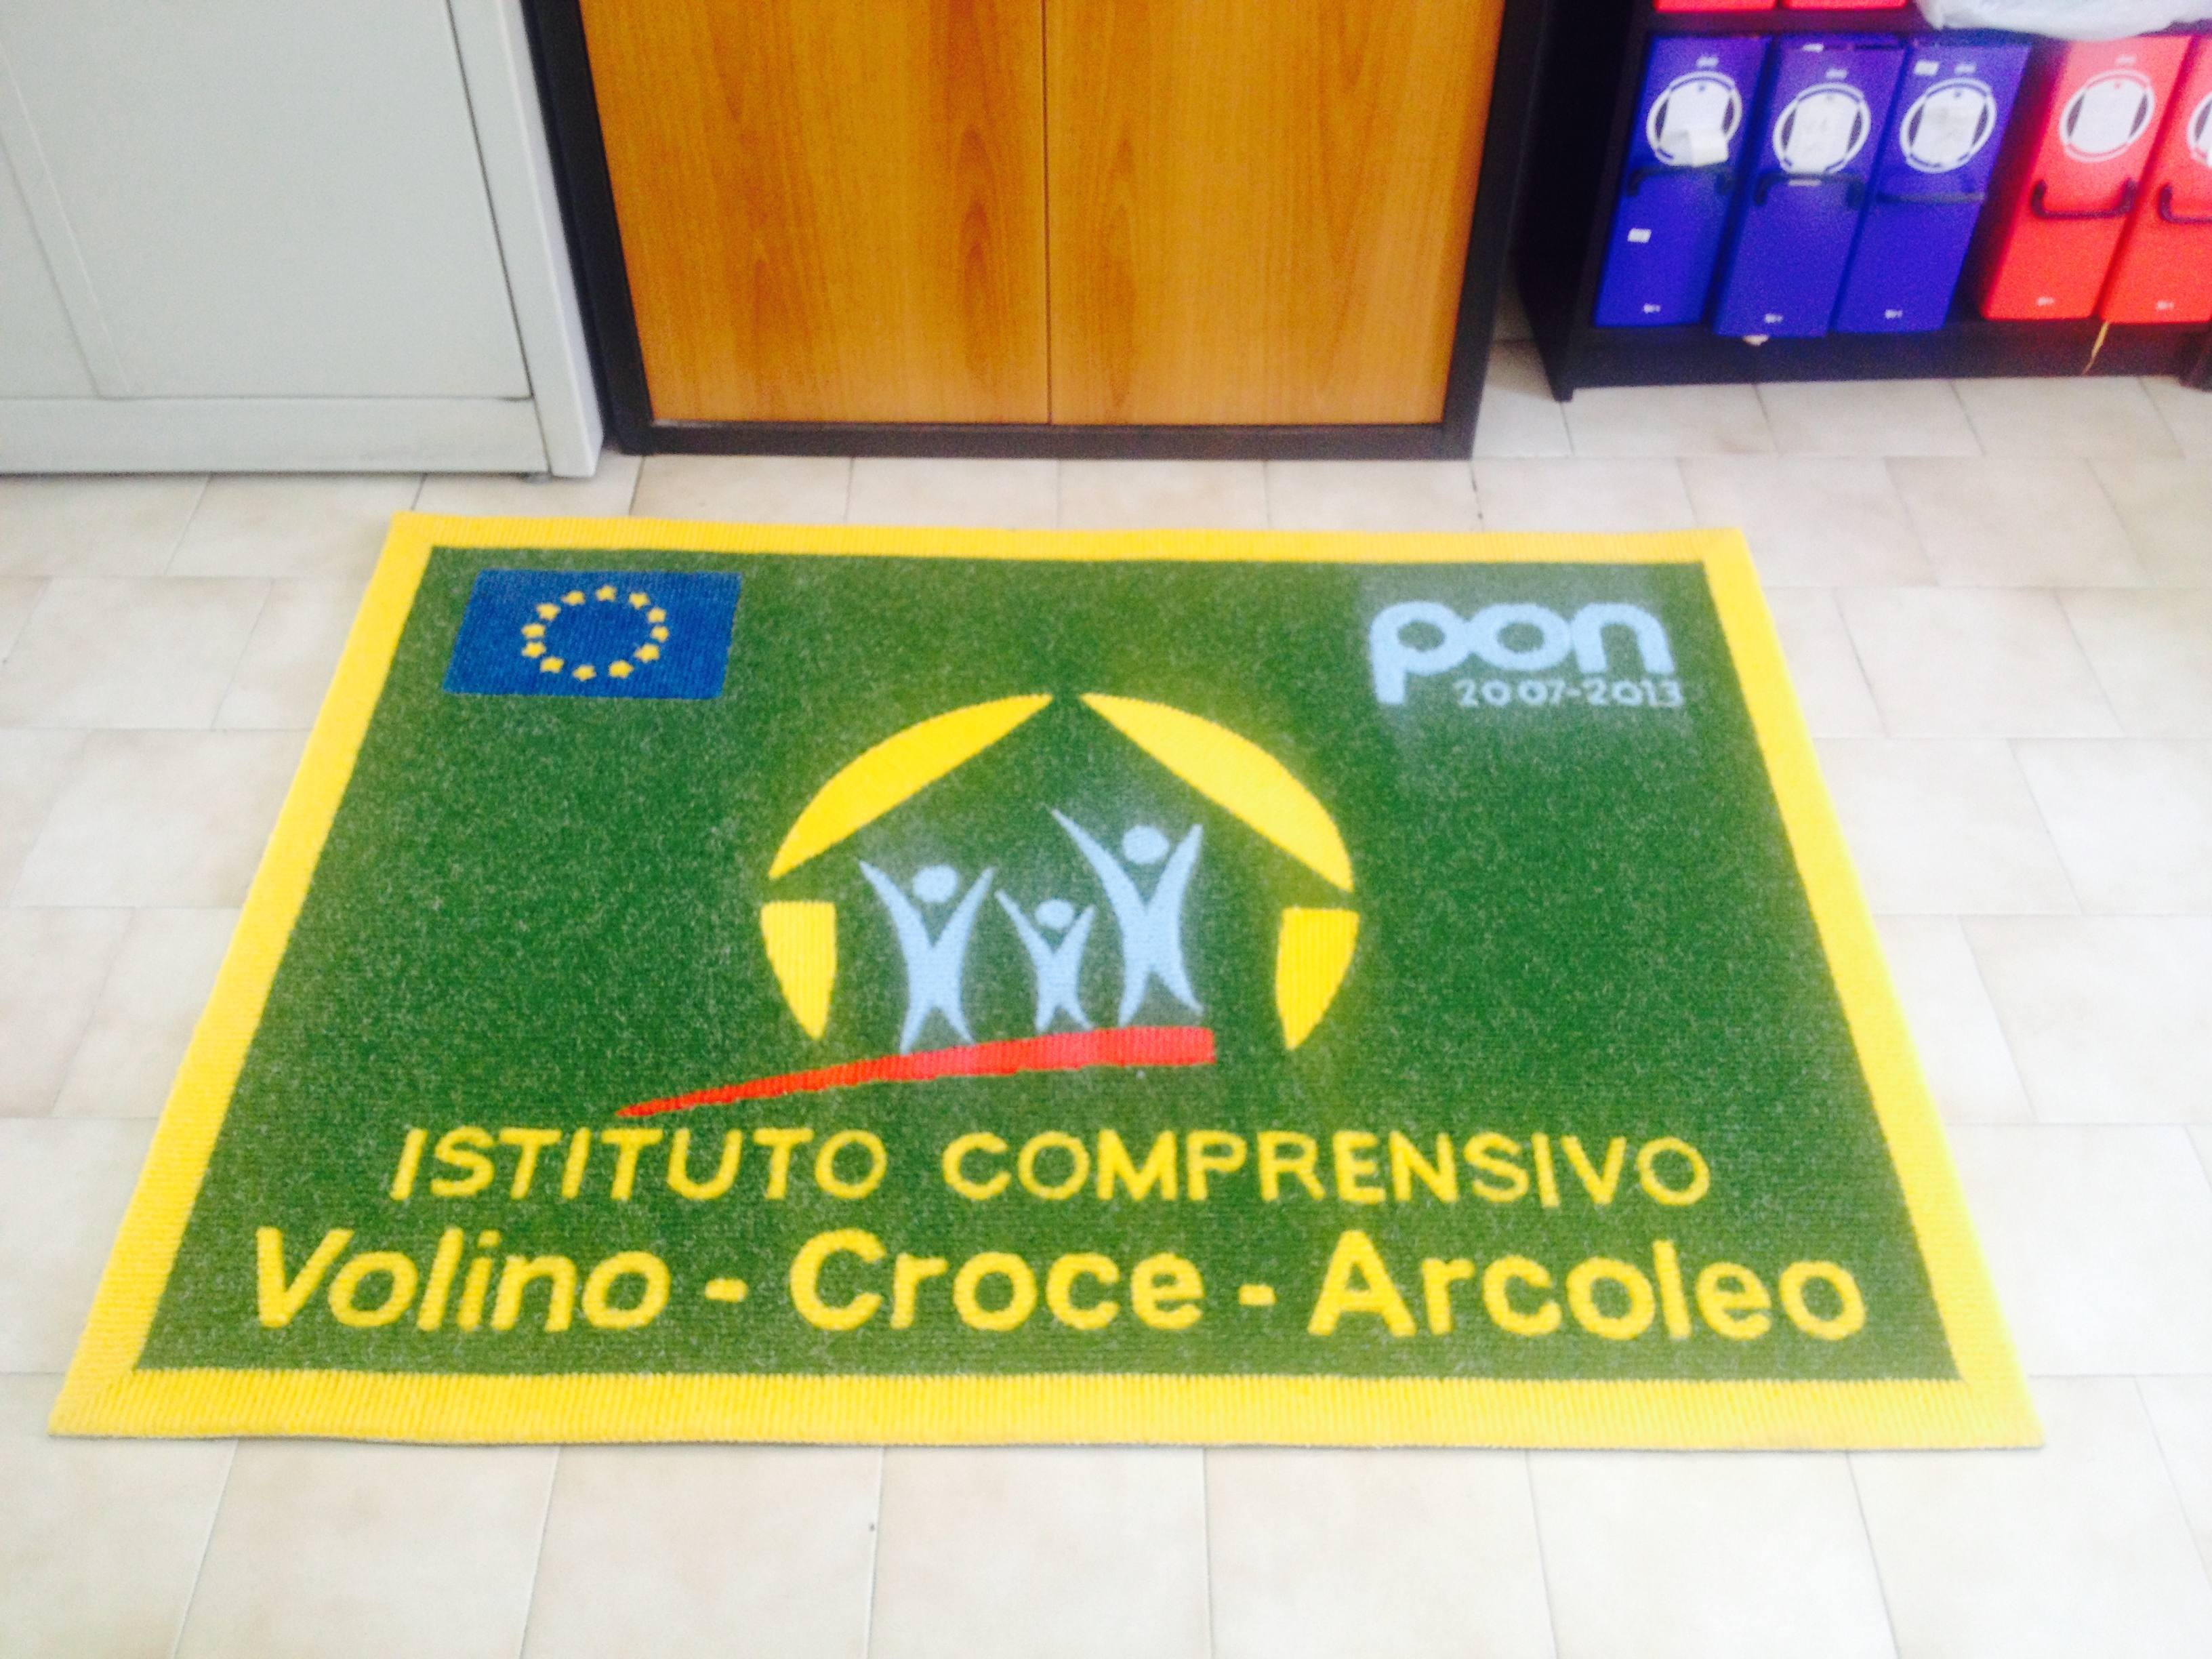 pon
2007-2013
ISTITUTO COMPRENSIVO
Volino - Croce - Arcoleo